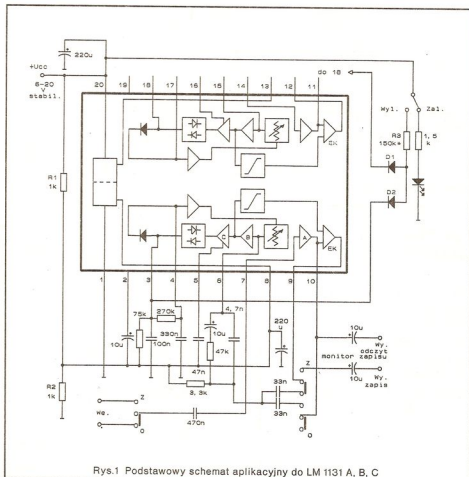 220u
+Ucc
8-20
V
stabil.
20 19 18 17 16 15 14 13 12 11
do 18
Wył. Zał.
R3
150k*
1,5
k
D1
D2
EK
R1
1k
C B A EK
1 2 3 4 5 6 7 8 9 10
75k 270k
4,7n
10u
330n
100n
47n
10u
47k
220
u
10u
Wy.
odczyt
monitor zapisu
R2
1k
3,3k
33n
Z
10u
Wy.
zapis
33n
We.
Z
470n
O
O
Rys.1 Podstawowy schemat aplikacyjny do LM 1131 A, B, C